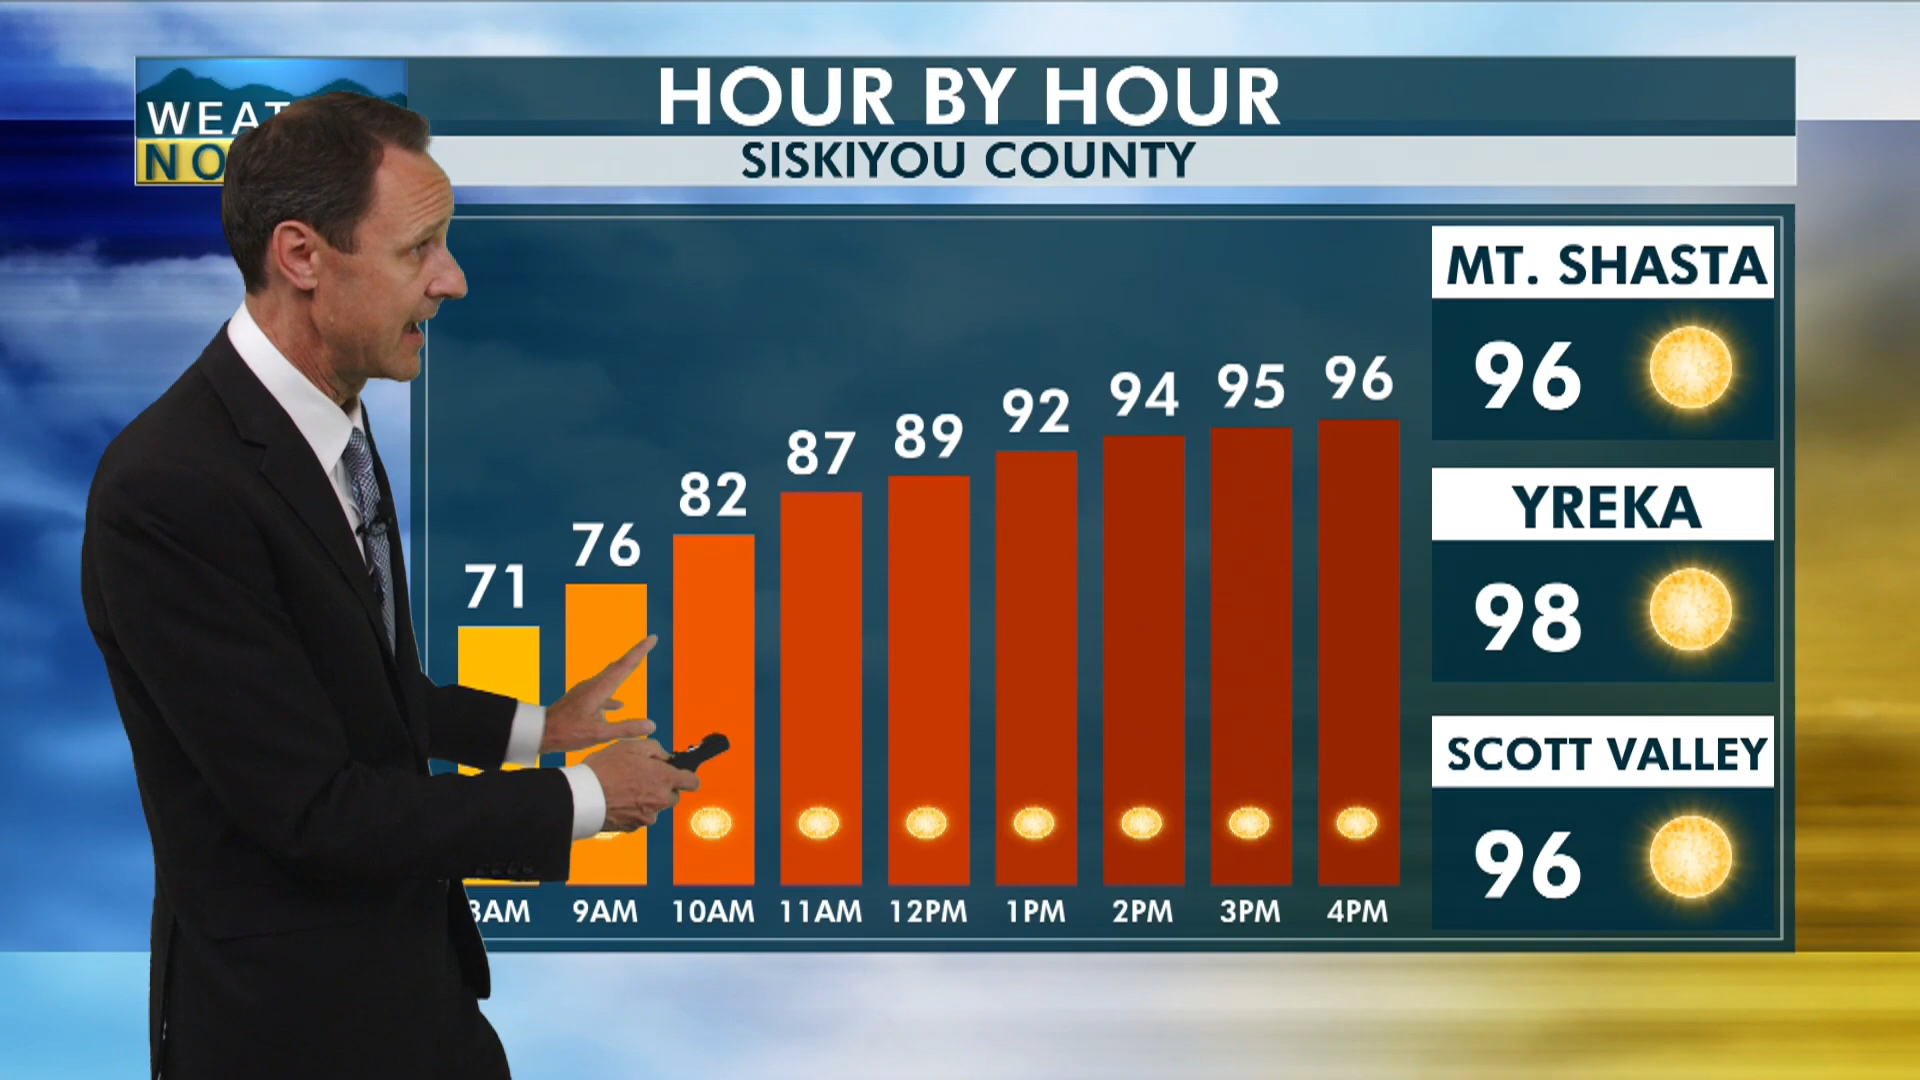 HOUR BY HOUR
SISKIYOU COUNTY
71 76 82 87 89 92 94 95 96
9AM 10AM 11AM 12PM 1PM 2PM 3PM 4PM
MT. SHASTA
96
YREKA
98
SCOTT VALLEY
96